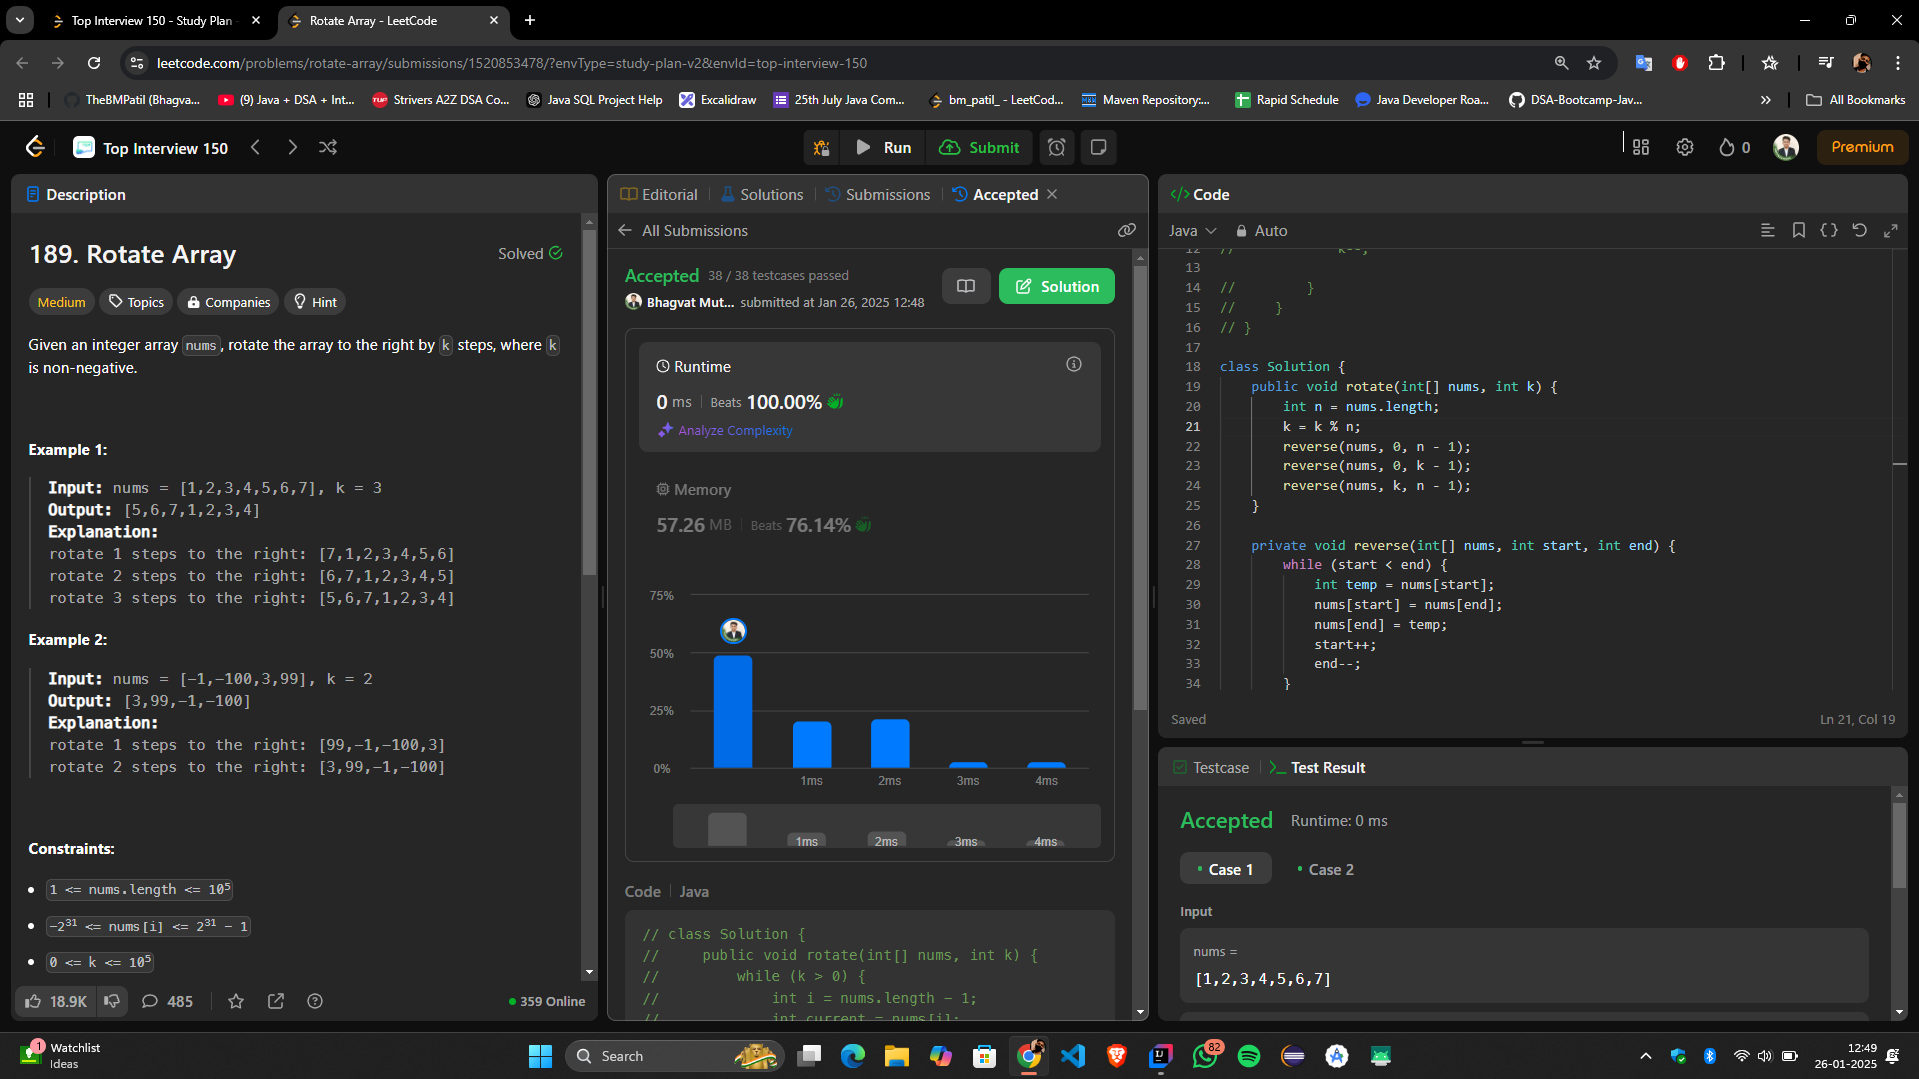 Top Interview 150 - Study Plan
Rotate Array - LeetCode
leetcode.com/problems/rotate-array/submissions/1520853478/?envType=study-plan-v2&envId=top-interview-150
TheBMPatil (Bhagva...
(9) Java + DSA + Int...
Strivers A2Z DSA Co...
Java SQL Project Help
Excalidraw
25th July Java Com...
bm_patil_ - LeetCod...
Maven Repository:...
Rapid Schedule
Java Developer Roa...
DSA-Bootcamp-Jav...
All Bookmarks
Top Interview 150
Run
Submit
0
Premium
Description
189. Rotate Array
Solved
Medium
Topics
Companies
Hint
Given an integer array nums, rotate the array to the right by k steps, where k
is non-negative.
Example 1:
Input: nums = [1,2,3,4,5,6,7], k = 3
Output: [5,6,7,1,2,3,4]
Explanation:
rotate 1 steps to the right: [7,1,2,3,4,5,6]
rotate 2 steps to the right: [6,7,1,2,3,4,5]
rotate 3 steps to the right: [5,6,7,1,2,3,4]
Example 2:
Input: nums = [-1,-100,3,99], k = 2
Output: [3,99,-1,-100]
Explanation:
rotate 1 steps to the right: [99,-1,-100,3]
rotate 2 steps to the right: [3,99,-1,-100]
Constraints:
1 <= nums.length <= 10⁵
-2³¹ <= nums[i] <= 2³¹ - 1
0 <= k <= 10⁵
18.9K
485
359 Online
Editorial
Solutions
Submissions
Accepted
All Submissions
Accepted 38 / 38 testcases passed
Bhagvat Mut... submitted at Jan 26, 2025 12:48
Solution
Runtime
0 ms | Beats 100.00%
Analyze Complexity
Memory
57.26 MB | Beats 76.14%
75%
50%
25%
0%
1ms 2ms 3ms 4ms
1ms 2ms 3ms 4ms
Code | Java
// class Solution {
//     public void rotate(int[] nums, int k) {
//         while (k > 0) {
//             int i = nums.length - 1;
//             int current = nums[i];
</> Code
Java
Auto
12 //             k--;
13
14 //         }
15 //     }
16 // }
17
18 class Solution {
19     public void rotate(int[] nums, int k) {
20         int n = nums.length;
21         k = k % n;
22         reverse(nums, 0, n - 1);
23         reverse(nums, 0, k - 1);
24         reverse(nums, k, n - 1);
25     }
26
27     private void reverse(int[] nums, int start, int end) {
28         while (start < end) {
29             int temp = nums[start];
30             nums[start] = nums[end];
31             nums[end] = temp;
32             start++;
33             end--;
34         }
Saved
Ln 21, Col 19
Testcase
Test Result
Accepted Runtime: 0 ms
Case 1
Case 2
Input
nums =
[1,2,3,4,5,6,7]
1
Watchlist
Ideas
Search
82
12:49
26-01-2025